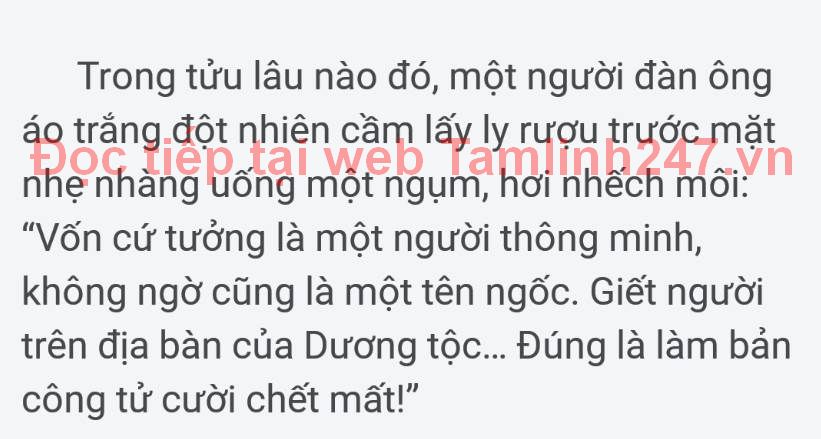 Trong tửu lâu nào đó, một người đàn ông
áo trắng đột nhiên cầm lấy ly rượu trước mặt
Đọc tiếp tại web Tamlinh247.vn
nhẹ nhàng uống một ngụm, hơi nhếch môi:
“Vốn cứ tưởng là một người thông minh,
không ngờ cũng là một tên ngốc. Giết người
trên địa bàn của Dương tộc... Đúng là làm bản
công tử cười chết mất!”